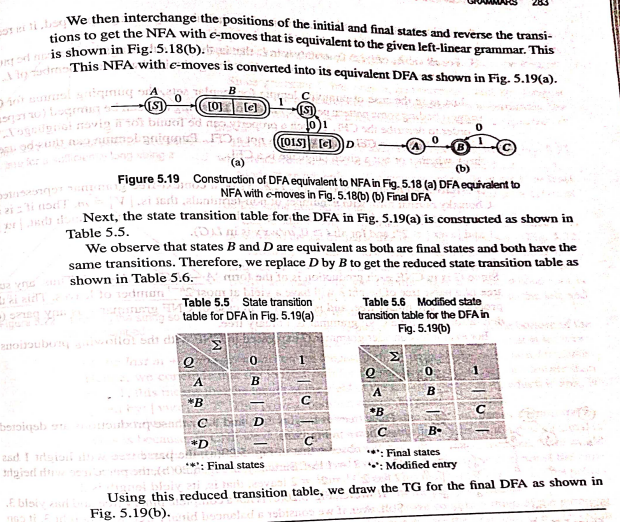 GRAMMARS 283
We then interchange the positions of the initial and final states and reverse the transi-
tions to get the NFA with ϵ-moves that is equivalent to the given left-linear grammar. This
is shown in Fig. 5.18(b).
This NFA with ϵ-moves is converted into its equivalent DFA as shown in Fig. 5.19(a).
A B C
[S] 0 [0] [ϵ] 1 [S]
0 1
[01S] [ϵ] D
A 0 B 1 C 0
(a) (b)
Figure 5.19 Construction of DFA equivalent to NFA in Fig. 5.18 (a) DFA equivalent to
NFA with ϵ-moves in Fig. 5.18(b) (b) Final DFA
Next, the state transition table for the DFA in Fig. 5.19(a) is constructed as shown in
Table 5.5.
We observe that states B and D are equivalent as both are final states and both have the
same transitions. Therefore, we replace D by B to get the reduced state transition table as
shown in Table 5.6.
Table 5.5 State transition
table for DFA in Fig. 5.19(a)
Σ
Q 0 1
A B —
*B — C
C D —
*D — C
'*': Final states
Table 5.6 Modified state
transition table for the DFA in
Fig. 5.19(b)
Σ
Q 0 1
A B —
*B — C
C B• —
'*': Final states
'•': Modified entry
Using this reduced transition table, we draw the TG for the final DFA as shown in
Fig. 5.19(b).